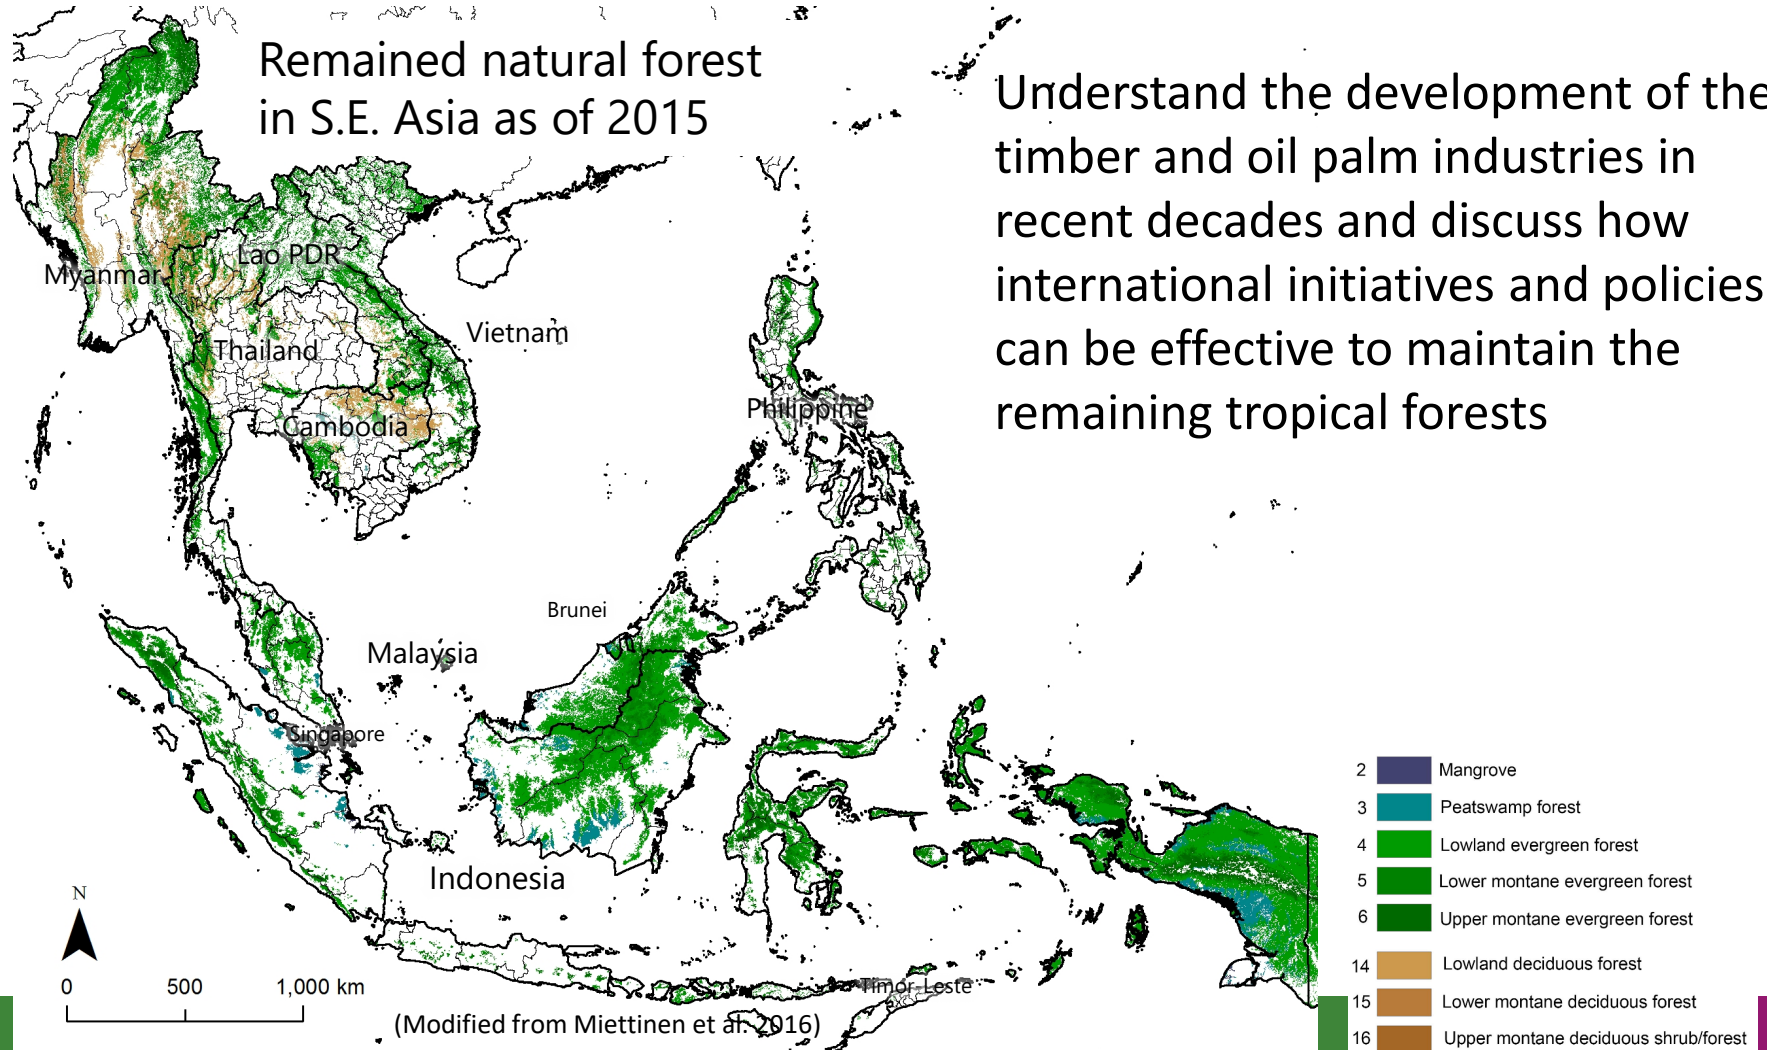 Remained natural forest
in S.E. Asia as of 2015
Understand the development of the
timber and oil palm industries in
recent decades and discuss how
international initiatives and policies
can be effective to maintain the
remaining tropical forests
Lao PDR
Myanmar
Vietnam
Thailand
Philippine
Cambodia
Brunei
Malaysia
Singapore
Indonesia
Timor-Leste
N
0 500 1,000 km
(Modified from Miettinen et al. 2016)
2 Mangrove
3 Peatswamp forest
4 Lowland evergreen forest
5 Lower montane evergreen forest
6 Upper montane evergreen forest
14 Lowland deciduous forest
15 Lower montane deciduous forest
16 Upper montane deciduous shrub/forest